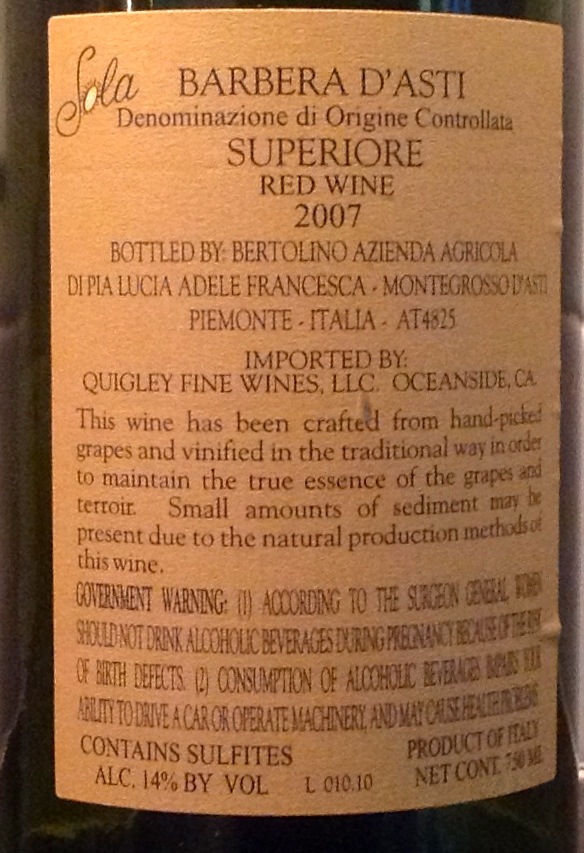 Sola
BARBERA D'ASTI
Denominazione di Origine Controllata
SUPERIORE
RED WINE
2007
BOTTLED BY: BERTOLINO AZIENDA AGRICOLA
DI PIA LUCIA ADELE FRANCESCA - MONTEGROSSO D'ASTI
PIEMONTE - ITALIA - AT4825
IMPORTED BY:
QUIGLEY FINE WINES, LLC. OCEANSIDE, CA
This wine has been crafted from hand-picked
grapes and vinified in the traditional way in order
to maintain the true essence of the grapes and
terroir. Small amounts of sediment may be
present due to the natural production methods of
this wine.
GOVERNMENT WARNING: (1) ACCORDING TO THE SURGEON GENERAL, WOMEN
SHOULD NOT DRINK ALCOHOLIC BEVERAGES DURING PREGNANCY BECAUSE OF THE RISK
OF BIRTH DEFECTS. (2) CONSUMPTION OF ALCOHOLIC BEVERAGES IMPAIRS YOUR
ABILITY TO DRIVE A CAR OR OPERATE MACHINERY, AND MAY CAUSE HEALTH PROBLEMS
CONTAINS SULFITES
PRODUCT OF ITALY
ALC. 14% BY VOL
L 010.10
NET CONT. 750 ML